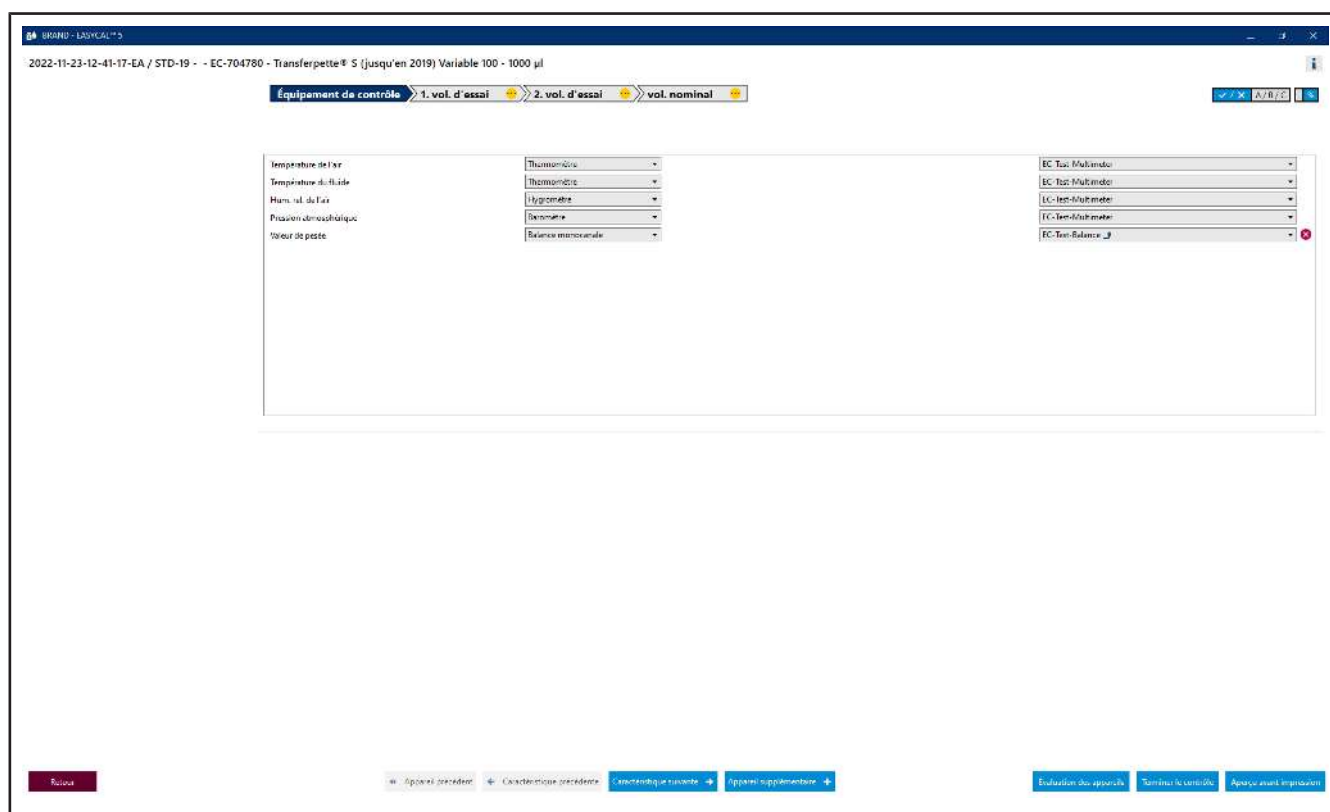 BRAND - EASYCAL™ 5
2022-11-23-12-41-17-EA / STD-19 - - EC-704780 - Transferpette® S (jusqu'en 2019) Variable 100 - 1000 µl
i
Équipement de contrôle 1. vol. d'essai 2. vol. d'essai vol. nominal
✓ / ✕ A / B / C %
Température de l'air Thermomètre EC-Test-Multimeter
Température du fluide Thermomètre EC-Test-Multimeter
Hum. rel. de l'air Hygromètre EC-Test-Multimeter
Pression atmosphérique Baromètre EC-Test-Multimeter
Valeur de pesée Balance monocanale EC-Test-Balance
Retour Appareil précédent Caractéristique précédente Caractéristique suivante Appareil supplémentaire Évaluation des appareils Terminer le contrôle Aperçu avant impression